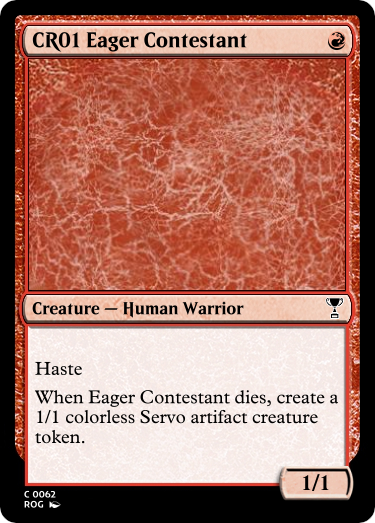 CR01 Eager Contestant
Creature — Human Warrior
Haste
When Eager Contestant dies, create a
1/1 colorless Servo artifact creature
token.
1/1
C 0062
ROG